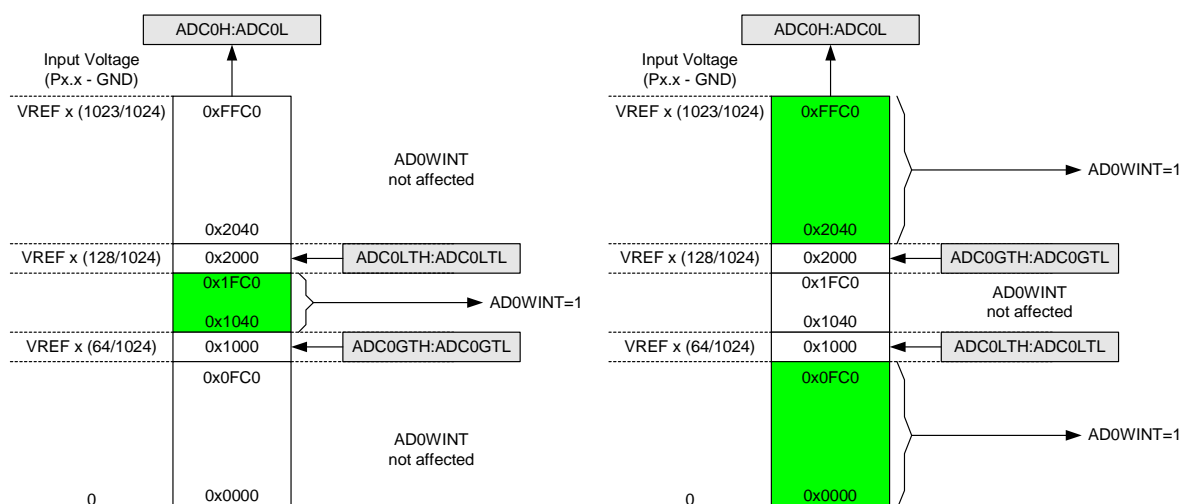 ADC0H:ADC0L
Input Voltage
(Px.x - GND)
VREF x (1023/1024)
0xFFC0
AD0WINT
not affected
0x2040
VREF x (128/1024)
0x2000
ADC0LTH:ADC0LTL
0x1FC0
AD0WINT=1
0x1040
VREF x (64/1024)
0x1000
ADC0GTH:ADC0GTL
0x0FC0
AD0WINT
not affected
0
0x0000
ADC0H:ADC0L
Input Voltage
(Px.x - GND)
VREF x (1023/1024)
0xFFC0
AD0WINT=1
0x2040
VREF x (128/1024)
0x2000
ADC0GTH:ADC0GTL
0x1FC0
AD0WINT
not affected
0x1040
VREF x (64/1024)
0x1000
ADC0LTH:ADC0LTL
0x0FC0
AD0WINT=1
0
0x0000